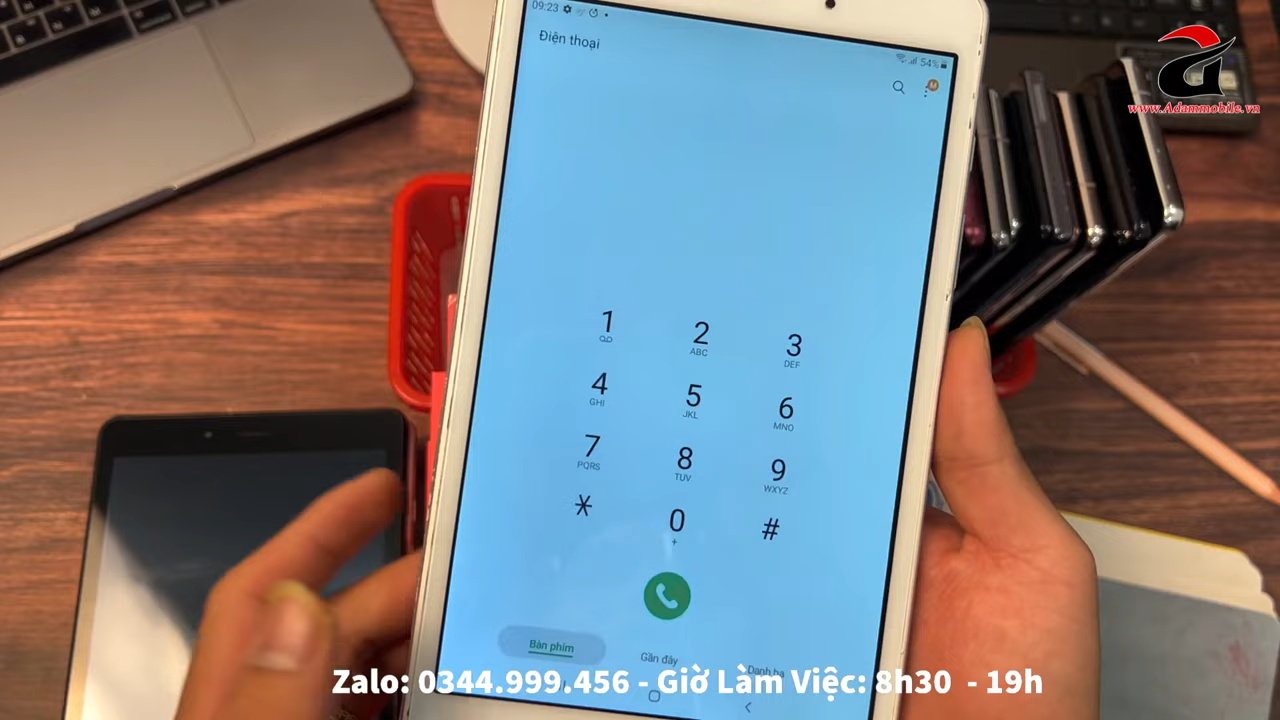 09:23
54%
Điện thoại
www.Adammobile.vn
1
2
ABC
3
DEF
4
GHI
5
JKL
6
MNO
7
PQRS
8
TUV
9
WXYZ
*
0
+
#
Bàn phím
Gần đây
Danh bạ
Zalo: 0344.999.456 - Giờ Làm Việc: 8h30 - 19h